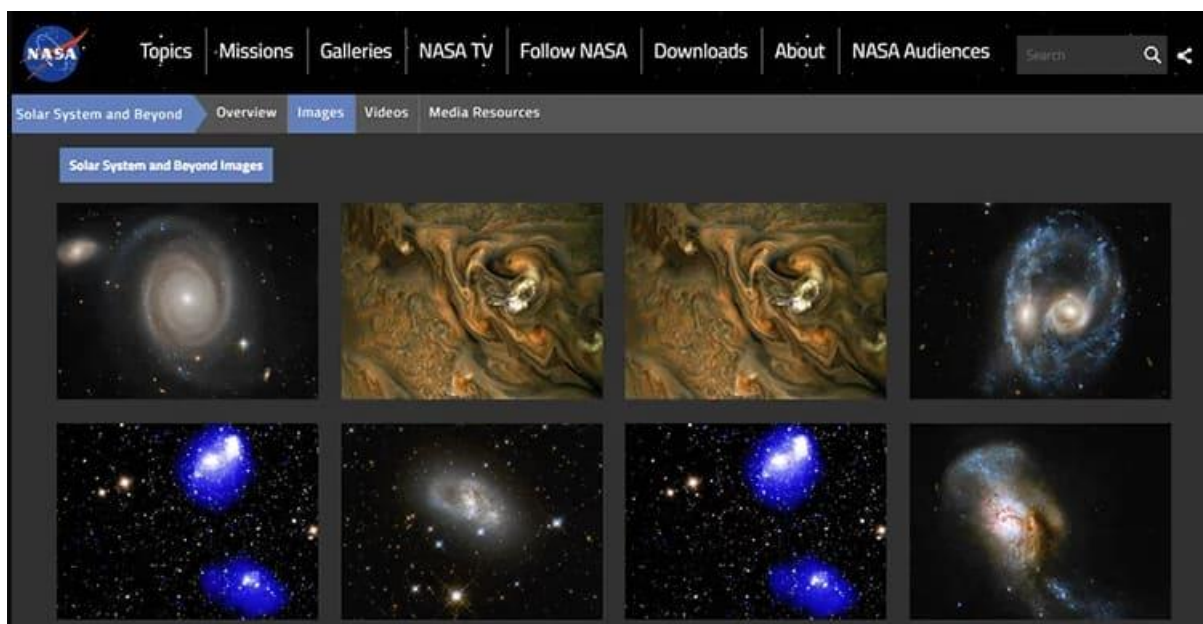 NASA
Topics Missions Galleries NASA TV Follow NASA Downloads About NASA Audiences Search
Solar System and Beyond Overview Images Videos Media Resources
Solar System and Beyond Images